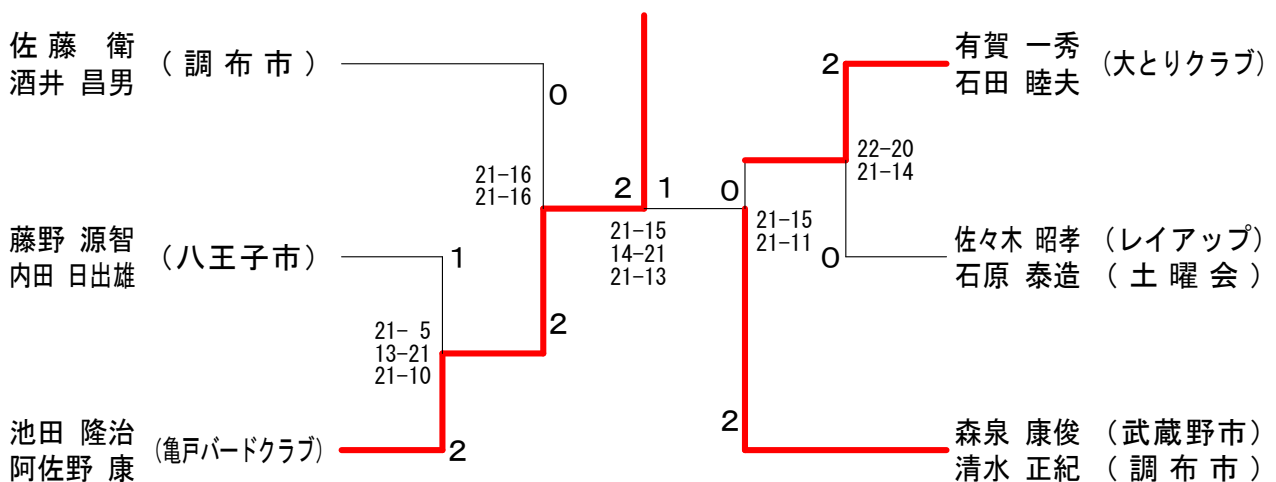 佐藤 衛
酒井 昌男
(調布市)
0
21-16
21-16
藤野 源智
内田 日出雄
(八王子市)
1
21- 5
13-21
21-10
2
池田 隆治
阿佐野 康
(亀戸バードクラブ)
2
2
1
21-15
14-21
21-13
0
21-15
21-11
2
有賀 一秀
石田 睦夫
(大とりクラブ)
22-20
21-14
0
佐々木 昭孝 (レイアップ)
石原 泰造 (土曜会)
2
森泉 康俊 (武蔵野市)
清水 正紀 (調布市)